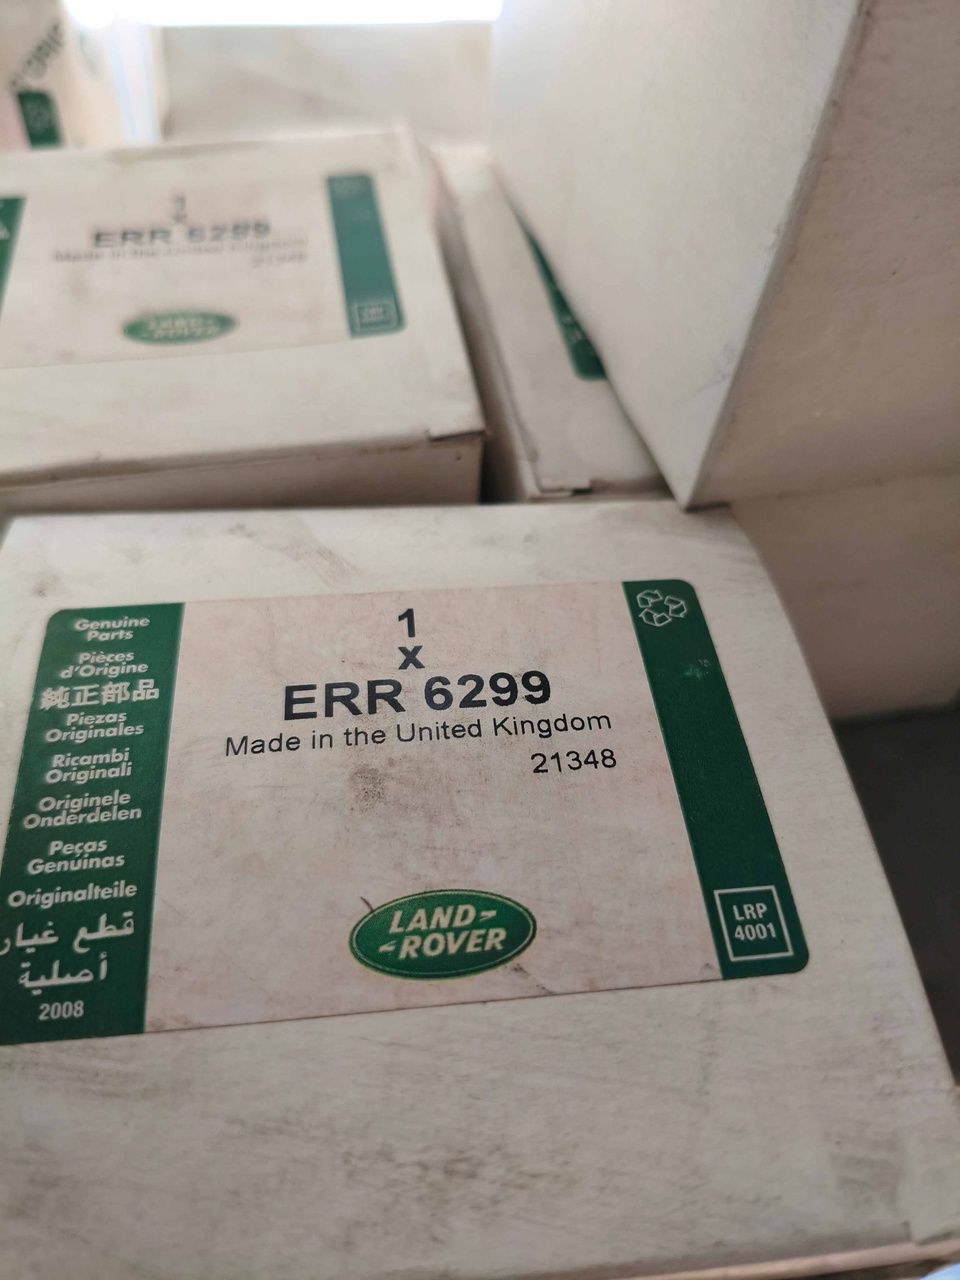 1
x
ERR 6299
Made in the United Kingdom
21348
LAND-
-ROVER
Genuine
Parts
Pièces
d'Origine
純正部品
Piezas
Originales
Ricambi
Originali
Originele
Onderdelen
Peças
Genuínas
Originalteile
قطع غيار
أصلية
2008
1
x
ERR 6299
Made in the United Kingdom
21348
LAND-
-ROVER
LRP
4001